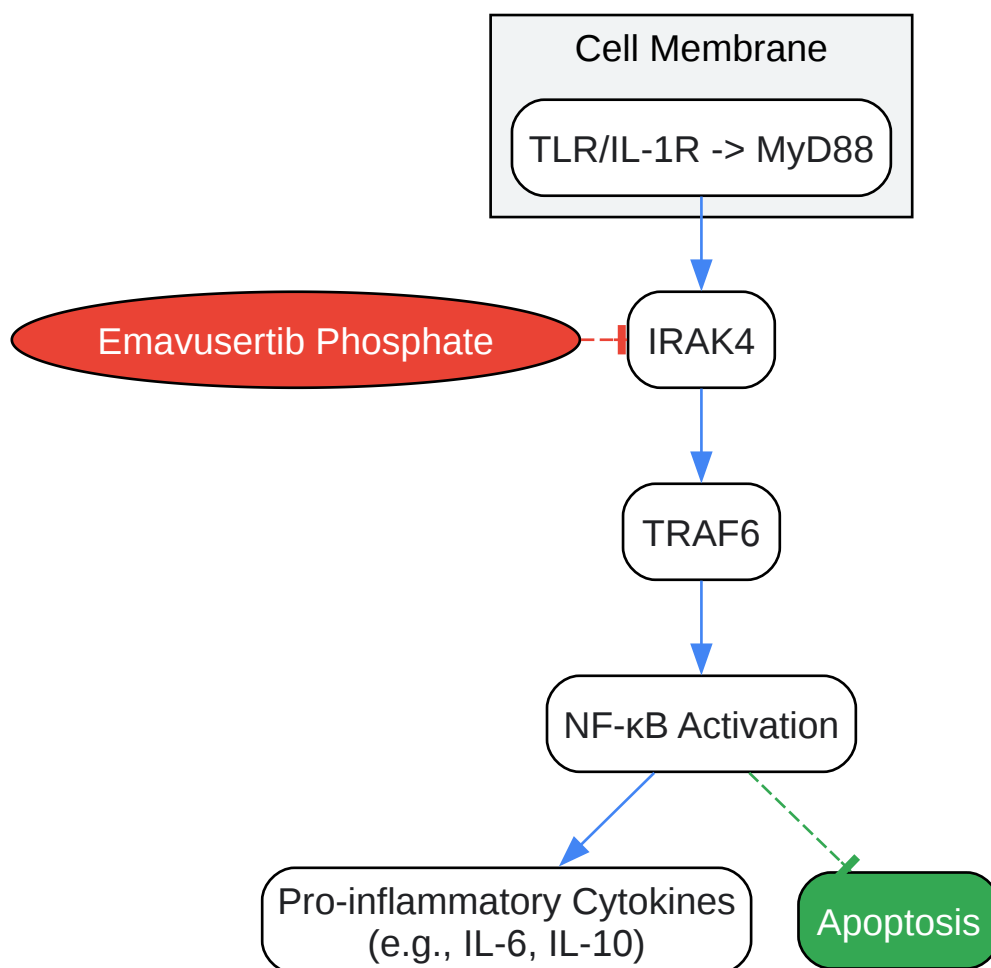 Cell Membrane
TLR/IL-1R -> MyD88
Emavusertib Phosphate
IRAK4
TRAF6
NF-κB Activation
Pro-inflammatory Cytokines
(e.g., IL-6, IL-10)
Apoptosis